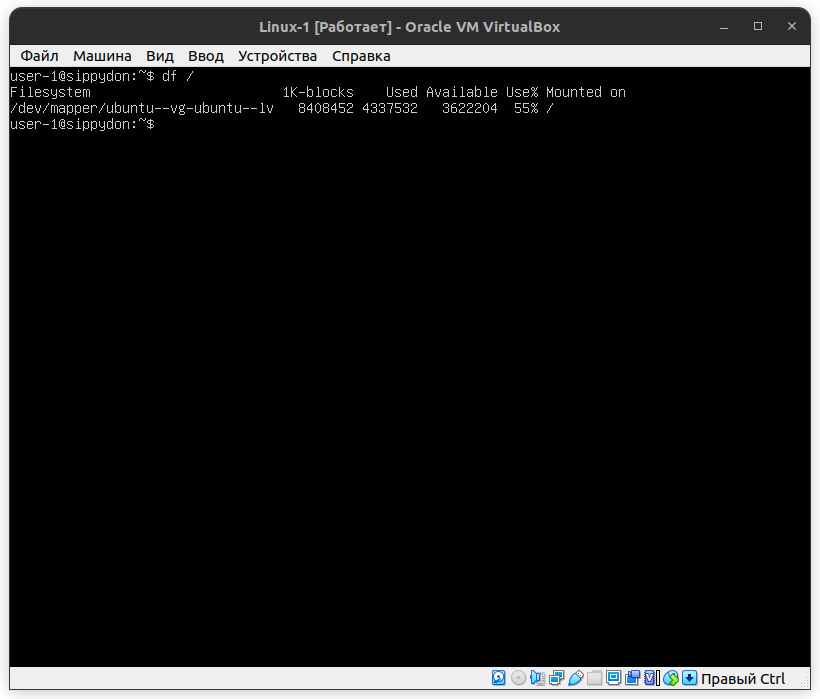 Linux-1 [Работает] - Oracle VM VirtualBox
Файл Машина Вид Ввод Устройства Справка
user-1@sippydon:~$ df /
Filesystem 1K-blocks Used Available Use% Mounted on
/dev/mapper/ubuntu--vg-ubuntu--lv 8408452 4337532 3622204 55% /
user-1@sippydon:~$
Правый Ctrl